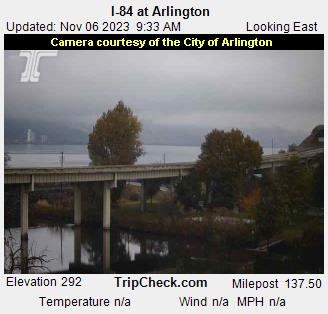 I-84 at Arlington
Updated: Nov 06 2023 9:33 AM Looking East
Camera courtesy of the City of Arlington
Elevation 292 TripCheck.com Milepost 137.50
Temperature n/a Wind n/a MPH n/a